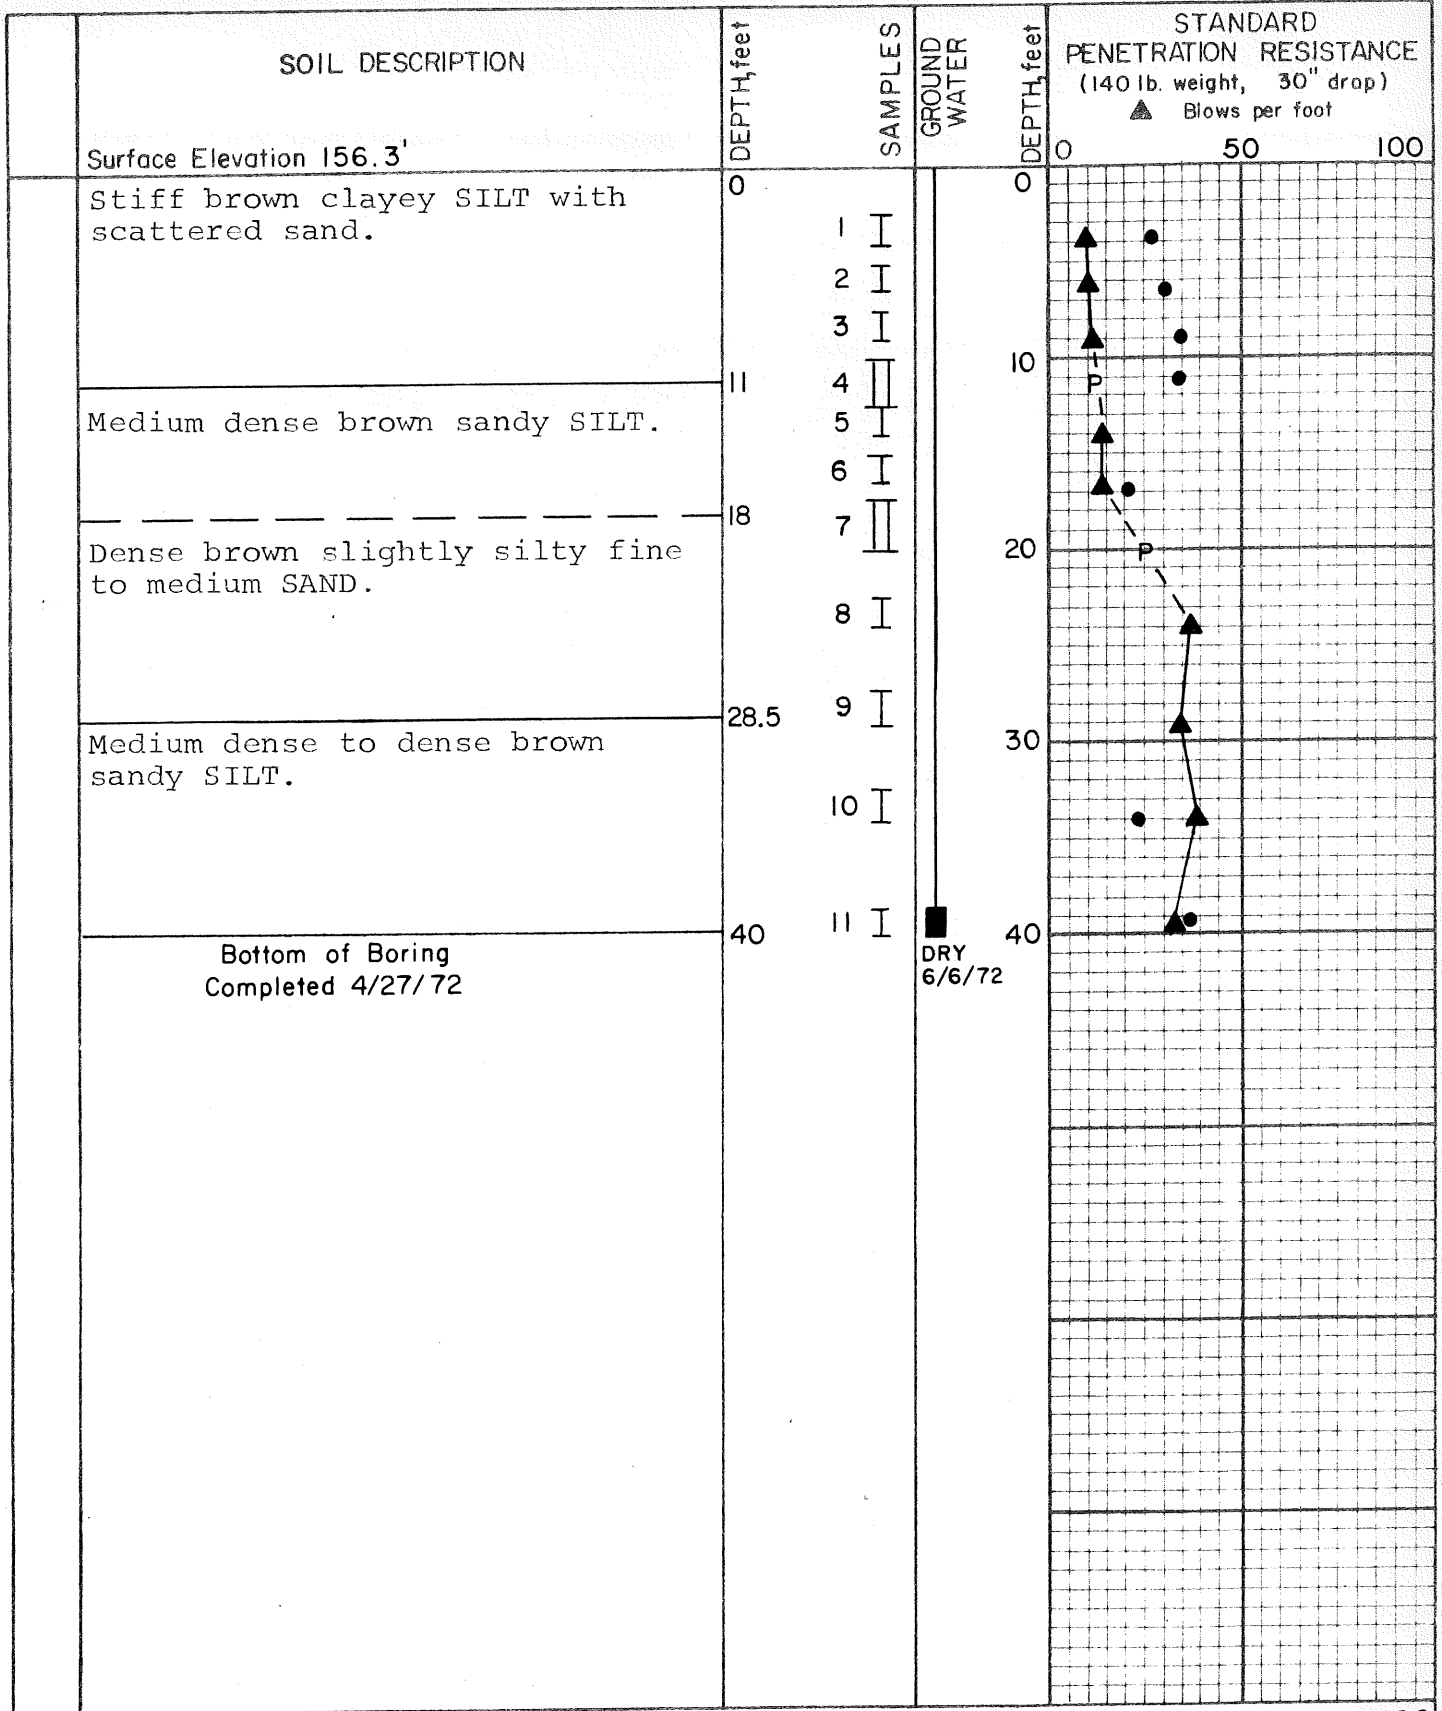 SOIL DESCRIPTION
Surface Elevation 156.3'
DEPTH, feet
SAMPLES
GROUND
WATER
DEPTH, feet
STANDARD
PENETRATION RESISTANCE
(140 lb. weight, 30" drop)
▲ Blows per foot
0 50 100
0
Stiff brown clayey SILT with
scattered sand.
11
Medium dense brown sandy SILT.
18
Dense brown slightly silty fine
to medium SAND.
28.5
Medium dense to dense brown
sandy SILT.
40
Bottom of Boring
Completed 4/27/72
1
2
3
4
5
6
7
8
9
10
11
DRY
6/6/72
0
10
20
30
40
P
P